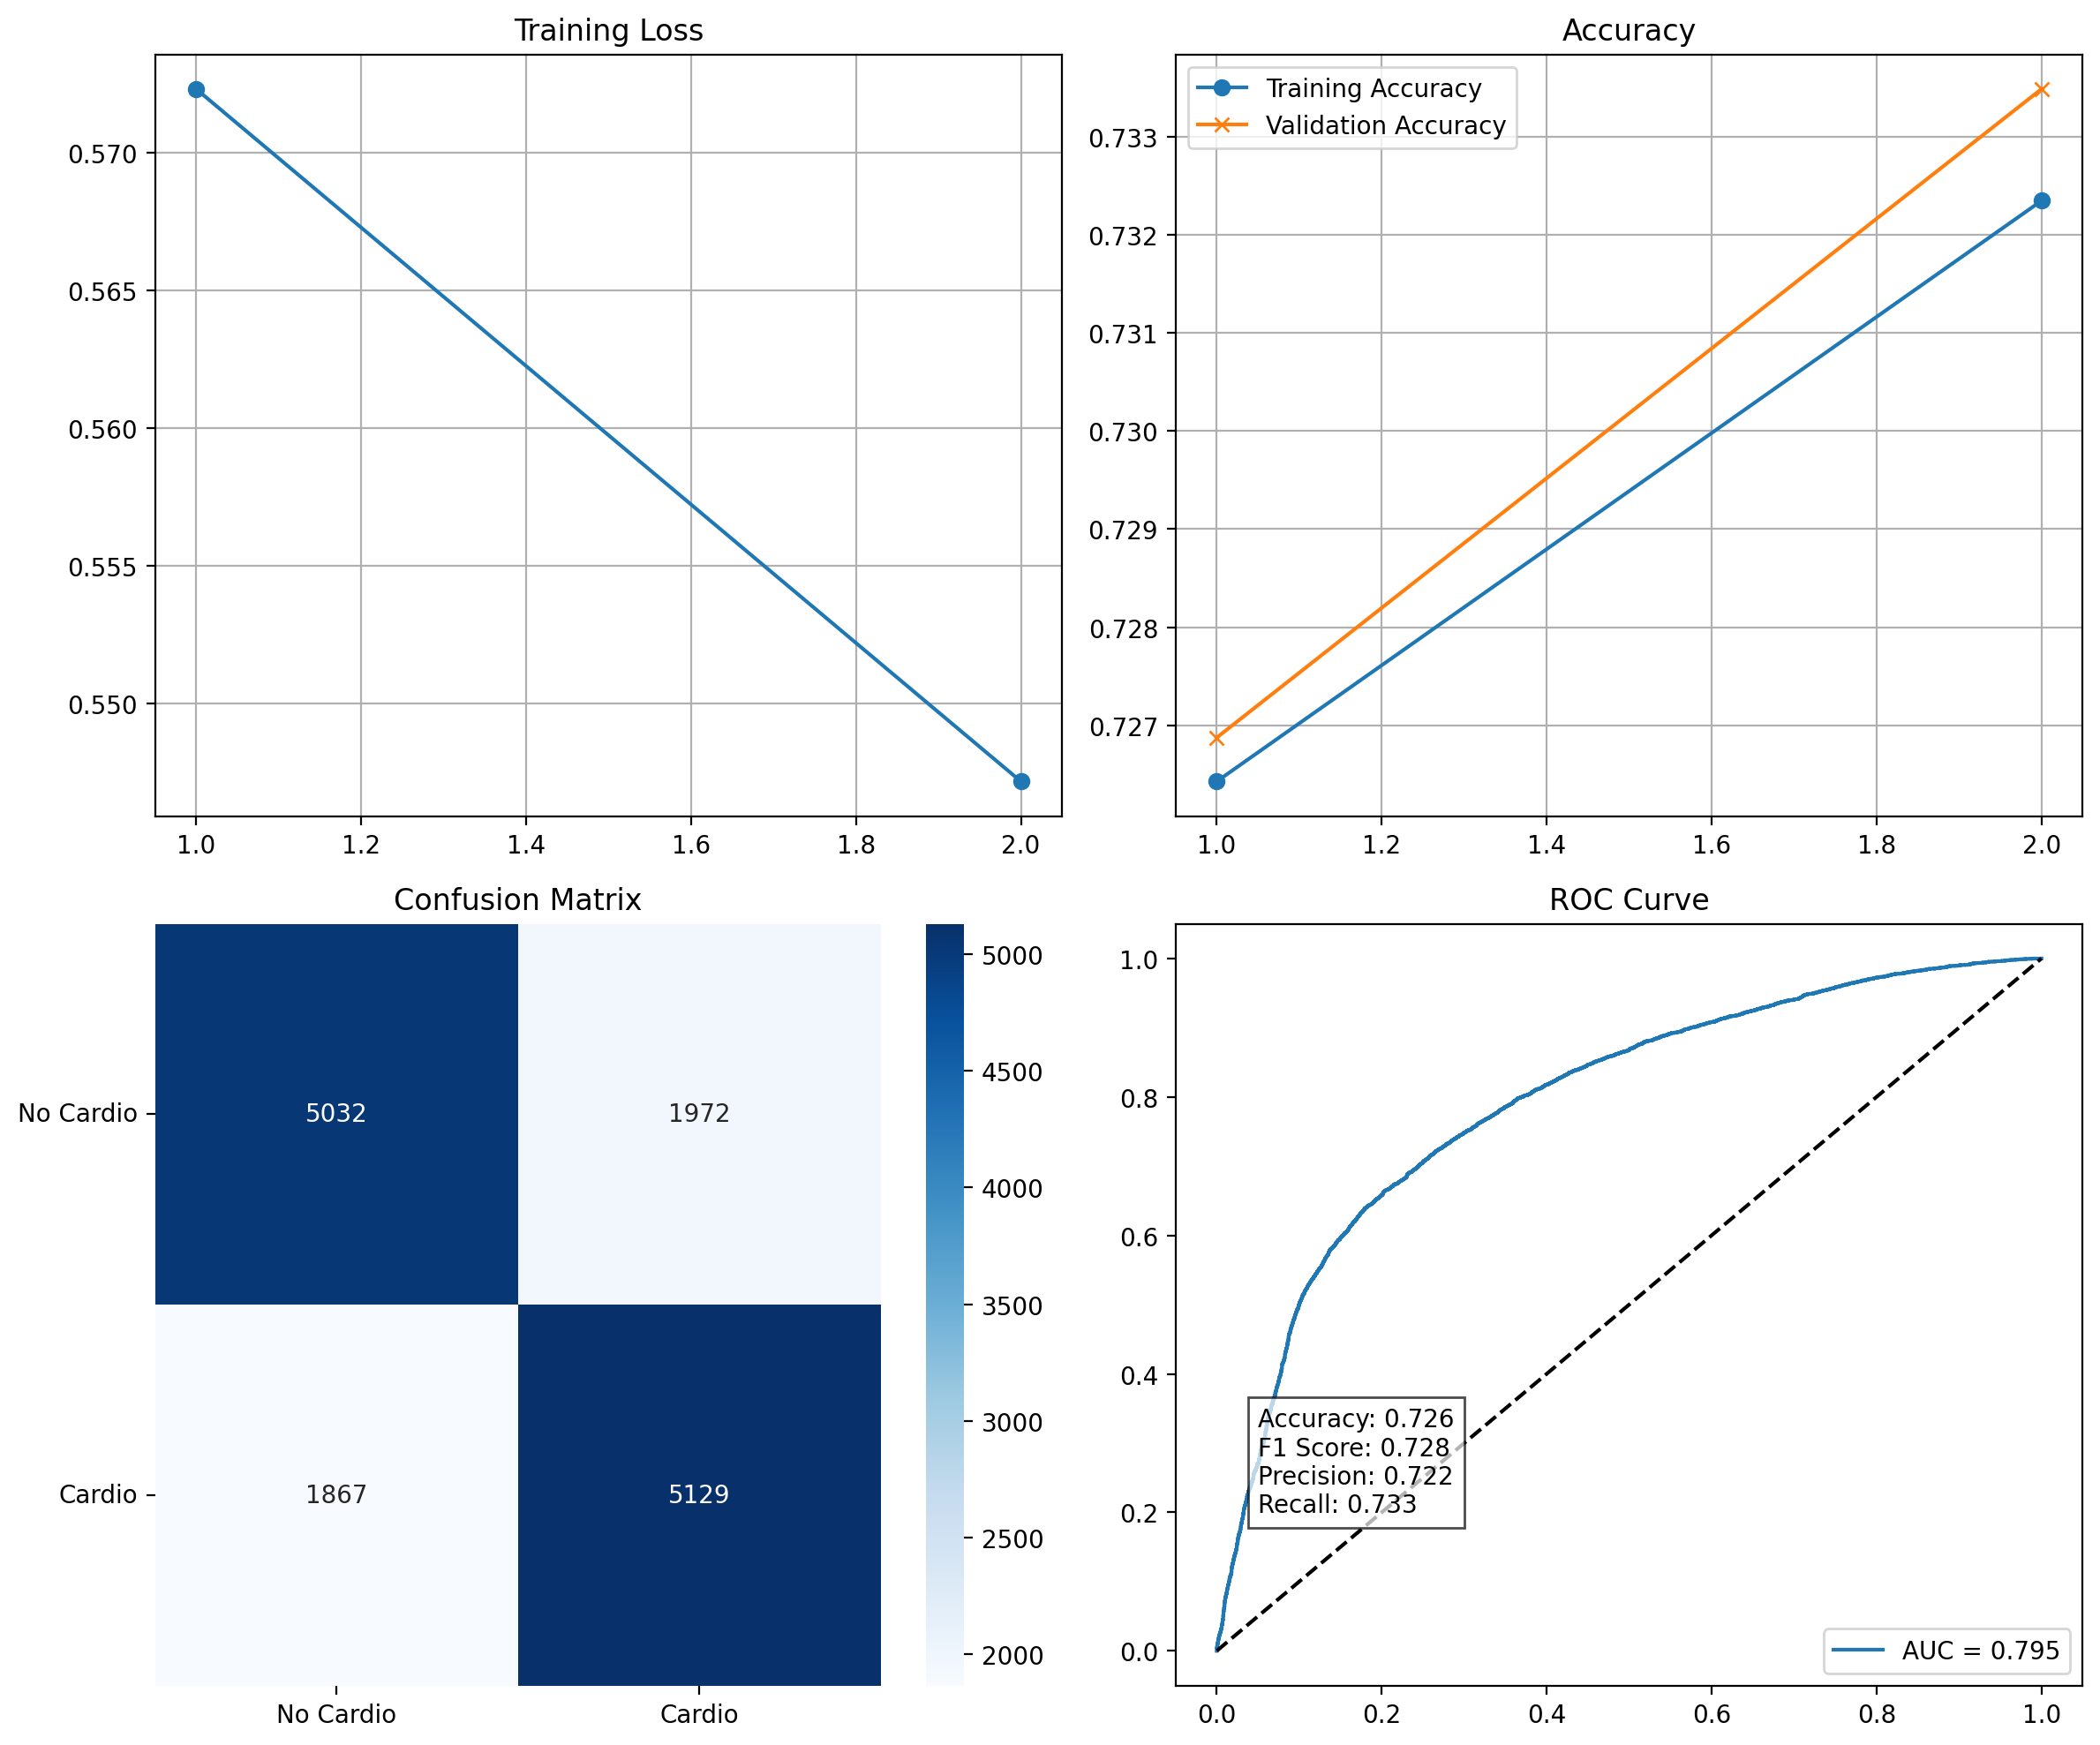 Training Loss
0.570
0.565
0.560
0.555
0.550
1.0 1.2 1.4 1.6 1.8 2.0
Accuracy
Training Accuracy
Validation Accuracy
0.733
0.732
0.731
0.730
0.729
0.728
0.727
1.0 1.2 1.4 1.6 1.8 2.0
Confusion Matrix
No Cardio
5032 1972
Cardio
1867 5129
No Cardio Cardio
5000
4500
4000
3500
3000
2500
2000
ROC Curve
1.0
0.8
0.6
0.4
0.2
0.0
Accuracy: 0.726
F1 Score: 0.728
Precision: 0.722
Recall: 0.733
AUC = 0.795
0.0 0.2 0.4 0.6 0.8 1.0